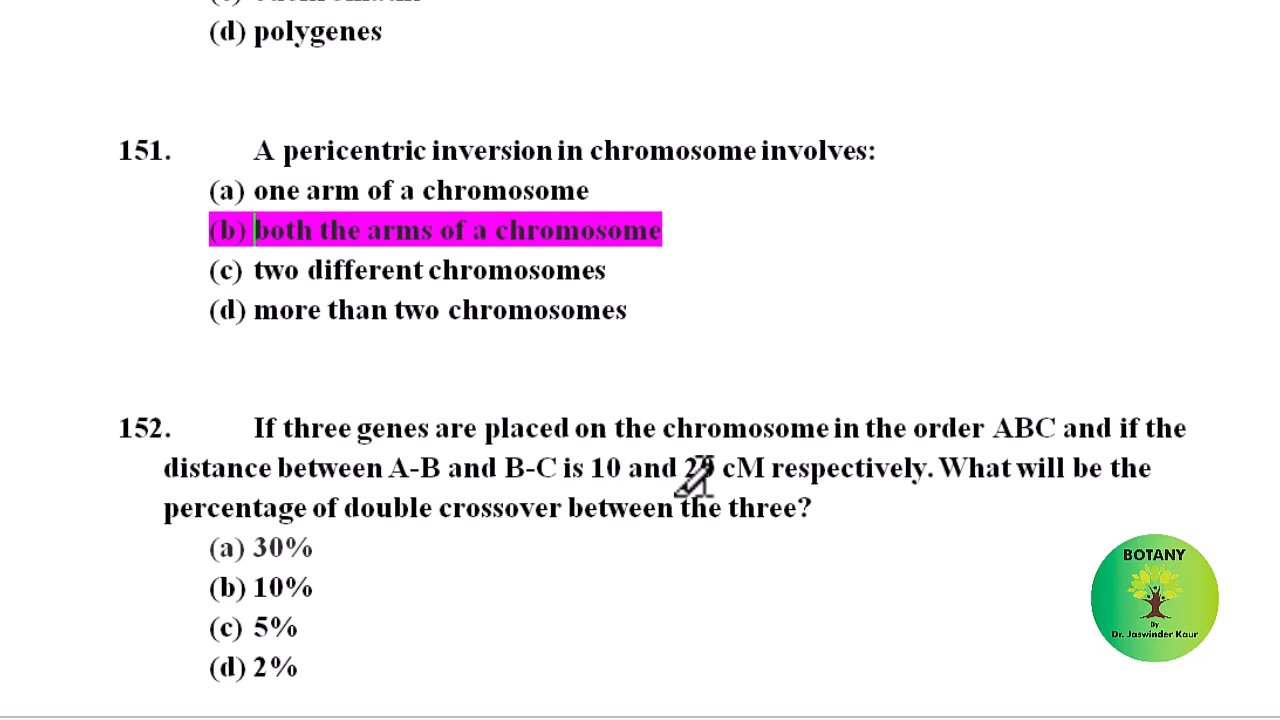 (d) polygenes
151. A pericentric inversion in chromosome involves:
(a) one arm of a chromosome
(b) both the arms of a chromosome
(c) two different chromosomes
(d) more than two chromosomes
152. If three genes are placed on the chromosome in the order ABC and if the
distance between A-B and B-C is 10 and cM respectively. What will be the
percentage of double crossover between the three?
(a) 30%
(b) 10%
(c) 5%
(d) 2%
BOTANY
By
Dr. Jaswinder Kaur